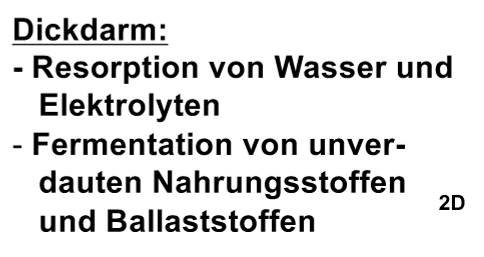 Dickdarm:
- Resorption von Wasser und
Elektrolyten
- Fermentation von unver-
dauten Nahrungsstoffen
und Ballaststoffen
2D